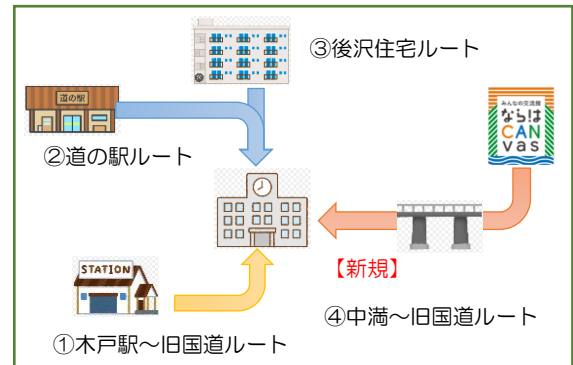 ③後沢住宅ルート
道の駅
②道の駅ルート
みんなの交流館
ならは
CAN
vas
STATION
【新規】
①木戸駅～旧国道ルート
④中満～旧国道ルート